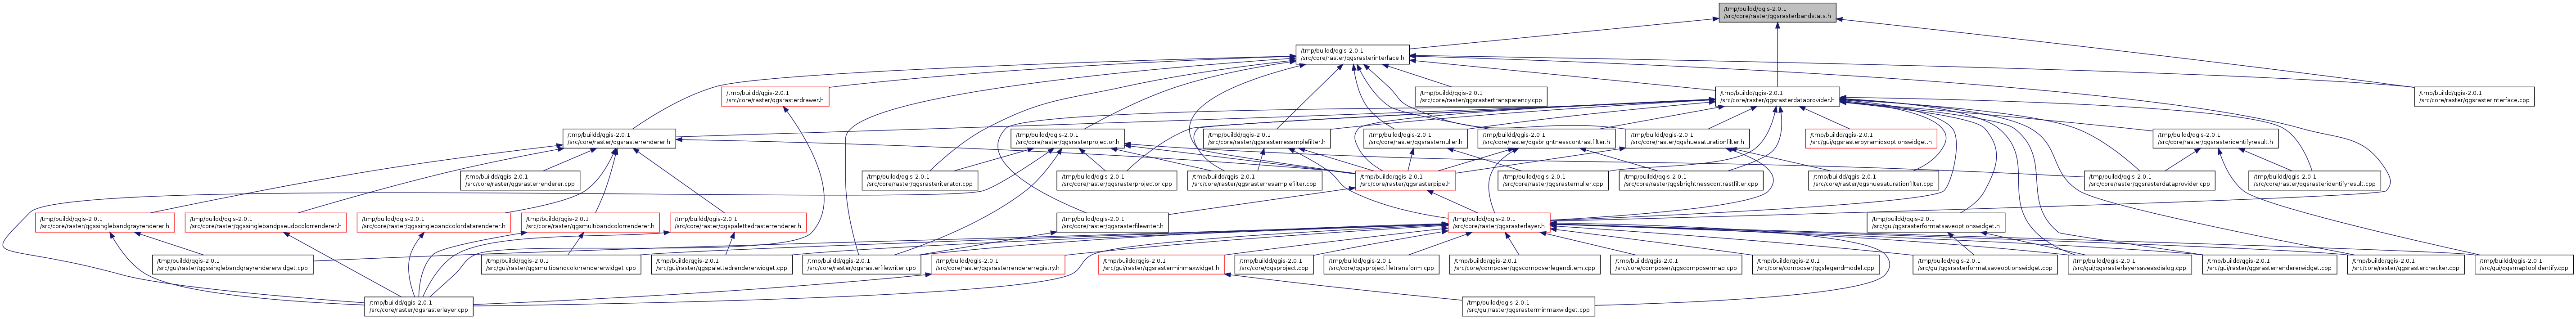 /tmp/buildd/qgis-2.0.1
/src/core/raster/qgsrasterbandstats.h
/tmp/buildd/qgis-2.0.1
/src/core/raster/qgsrasterinterface.h
/tmp/buildd/qgis-2.0.1
/src/core/raster/qgsrasterdrawer.h
/tmp/buildd/qgis-2.0.1
/src/core/raster/qgsrastertransparency.cpp
/tmp/buildd/qgis-2.0.1
/src/core/raster/qgsrasterdataprovider.h
/tmp/buildd/qgis-2.0.1
/src/core/raster/qgsrasterinterface.cpp
/tmp/buildd/qgis-2.0.1
/src/core/raster/qgsrasterrenderer.h
/tmp/buildd/qgis-2.0.1
/src/core/raster/qgsrasterprojector.h
/tmp/buildd/qgis-2.0.1
/src/core/raster/qgsrasterresamplefilter.h
/tmp/buildd/qgis-2.0.1
/src/core/raster/qgsrasternuller.h
/tmp/buildd/qgis-2.0.1
/src/core/raster/qgsbrightnesscontrastfilter.h
/tmp/buildd/qgis-2.0.1
/src/core/raster/qgshuesaturationfilter.h
/tmp/buildd/qgis-2.0.1
/src/gui/qgsrasterpyramidsoptionswidget.h
/tmp/buildd/qgis-2.0.1
/src/core/raster/qgsrasteridentifyresult.h
/tmp/buildd/qgis-2.0.1
/src/core/raster/qgsrasterrenderer.cpp
/tmp/buildd/qgis-2.0.1
/src/core/raster/qgsrasteriterator.cpp
/tmp/buildd/qgis-2.0.1
/src/core/raster/qgsrasterprojector.cpp
/tmp/buildd/qgis-2.0.1
/src/core/raster/qgsrasterresamplefilter.cpp
/tmp/buildd/qgis-2.0.1
/src/core/raster/qgsrasterpipe.h
/tmp/buildd/qgis-2.0.1
/src/core/raster/qgsrasternuller.cpp
/tmp/buildd/qgis-2.0.1
/src/core/raster/qgsbrightnesscontrastfilter.cpp
/tmp/buildd/qgis-2.0.1
/src/core/raster/qgshuesaturationfilter.cpp
/tmp/buildd/qgis-2.0.1
/src/core/raster/qgsrasterdataprovider.cpp
/tmp/buildd/qgis-2.0.1
/src/core/raster/qgsrasteridentifyresult.cpp
/tmp/buildd/qgis-2.0.1
/src/core/raster/qgssinglebandgrayrenderer.h
/tmp/buildd/qgis-2.0.1
/src/core/raster/qgssinglebandpseudocolorrenderer.h
/tmp/buildd/qgis-2.0.1
/src/core/raster/qgssinglebandcolordatarenderer.h
/tmp/buildd/qgis-2.0.1
/src/core/raster/qgsmultibandcolorrenderer.h
/tmp/buildd/qgis-2.0.1
/src/core/raster/qgspalettedrasterrenderer.h
/tmp/buildd/qgis-2.0.1
/src/core/raster/qgsrasterfilewriter.h
/tmp/buildd/qgis-2.0.1
/src/core/raster/qgsrasterlayer.h
/tmp/buildd/qgis-2.0.1
/src/gui/qgsrasterformatsaveoptionswidget.h
/tmp/buildd/qgis-2.0.1
/src/gui/raster/qgssinglebandgrayrendererwidget.cpp
/tmp/buildd/qgis-2.0.1
/src/gui/raster/qgsmultibandcolorrendererwidget.cpp
/tmp/buildd/qgis-2.0.1
/src/gui/raster/qgspalettedrendererwidget.cpp
/tmp/buildd/qgis-2.0.1
/src/core/raster/qgsrasterfilewriter.cpp
/tmp/buildd/qgis-2.0.1
/src/core/raster/qgsrasterrendererregistry.h
/tmp/buildd/qgis-2.0.1
/src/gui/raster/qgsrasterminmaxwidget.h
/tmp/buildd/qgis-2.0.1
/src/core/qgsproject.cpp
/tmp/buildd/qgis-2.0.1
/src/core/qgsprojectfiletransform.cpp
/tmp/buildd/qgis-2.0.1
/src/core/composer/qgscomposerlegenditem.cpp
/tmp/buildd/qgis-2.0.1
/src/core/composer/qgscomposermap.cpp
/tmp/buildd/qgis-2.0.1
/src/core/composer/qgslegendmodel.cpp
/tmp/buildd/qgis-2.0.1
/src/gui/qgsrasterformatsaveoptionswidget.cpp
/tmp/buildd/qgis-2.0.1
/src/gui/qgsrasterlayersaveasdialog.cpp
/tmp/buildd/qgis-2.0.1
/src/gui/raster/qgsrasterrendererwidget.cpp
/tmp/buildd/qgis-2.0.1
/src/core/raster/qgsrasterchecker.cpp
/tmp/buildd/qgis-2.0.1
/src/gui/qgsmaptoolidentify.cpp
/tmp/buildd/qgis-2.0.1
/src/core/raster/qgsrasterlayer.cpp
/tmp/buildd/qgis-2.0.1
/src/gui/raster/qgsrasterminmaxwidget.cpp